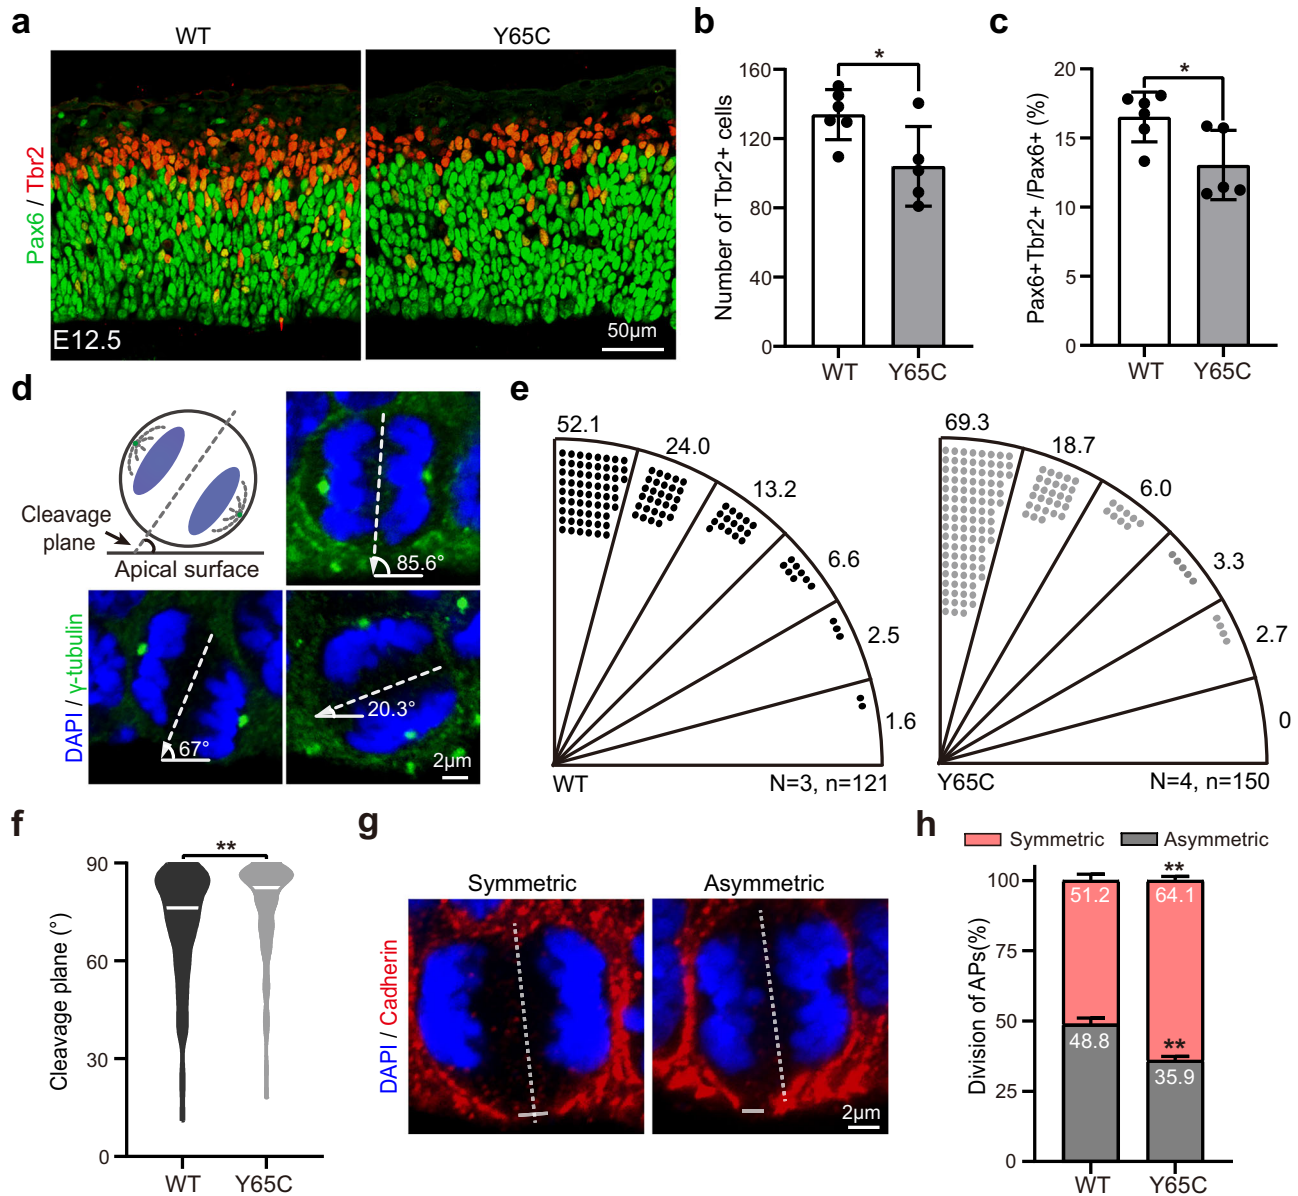 a
WT
Y65C
Pax6 / Tbr2
E12.5
50μm
b
Number of Tbr2+ cells
160
120
80
40
0
*
WT
Y65C
c
Pax6+Tbr2+ /Pax6+ (%)
20
15
10
5
0
*
WT
Y65C
d
Cleavage
plane
Apical surface
DAPI / γ-tubulin
85.6°
67°
20.3°
2μm
e
52.1
24.0
13.2
6.6
2.5
1.6
WT
N=3, n=121
69.3
18.7
6.0
3.3
2.7
0
Y65C
N=4, n=150
f
Cleavage plane (°)
90
60
30
0
**
WT
Y65C
g
Symmetric
Asymmetric
DAPI / Cadherin
2μm
h
Symmetric
Asymmetric
Division of APs(%)
100
75
50
25
0
**
51.2
64.1
**
48.8
35.9
WT
Y65C